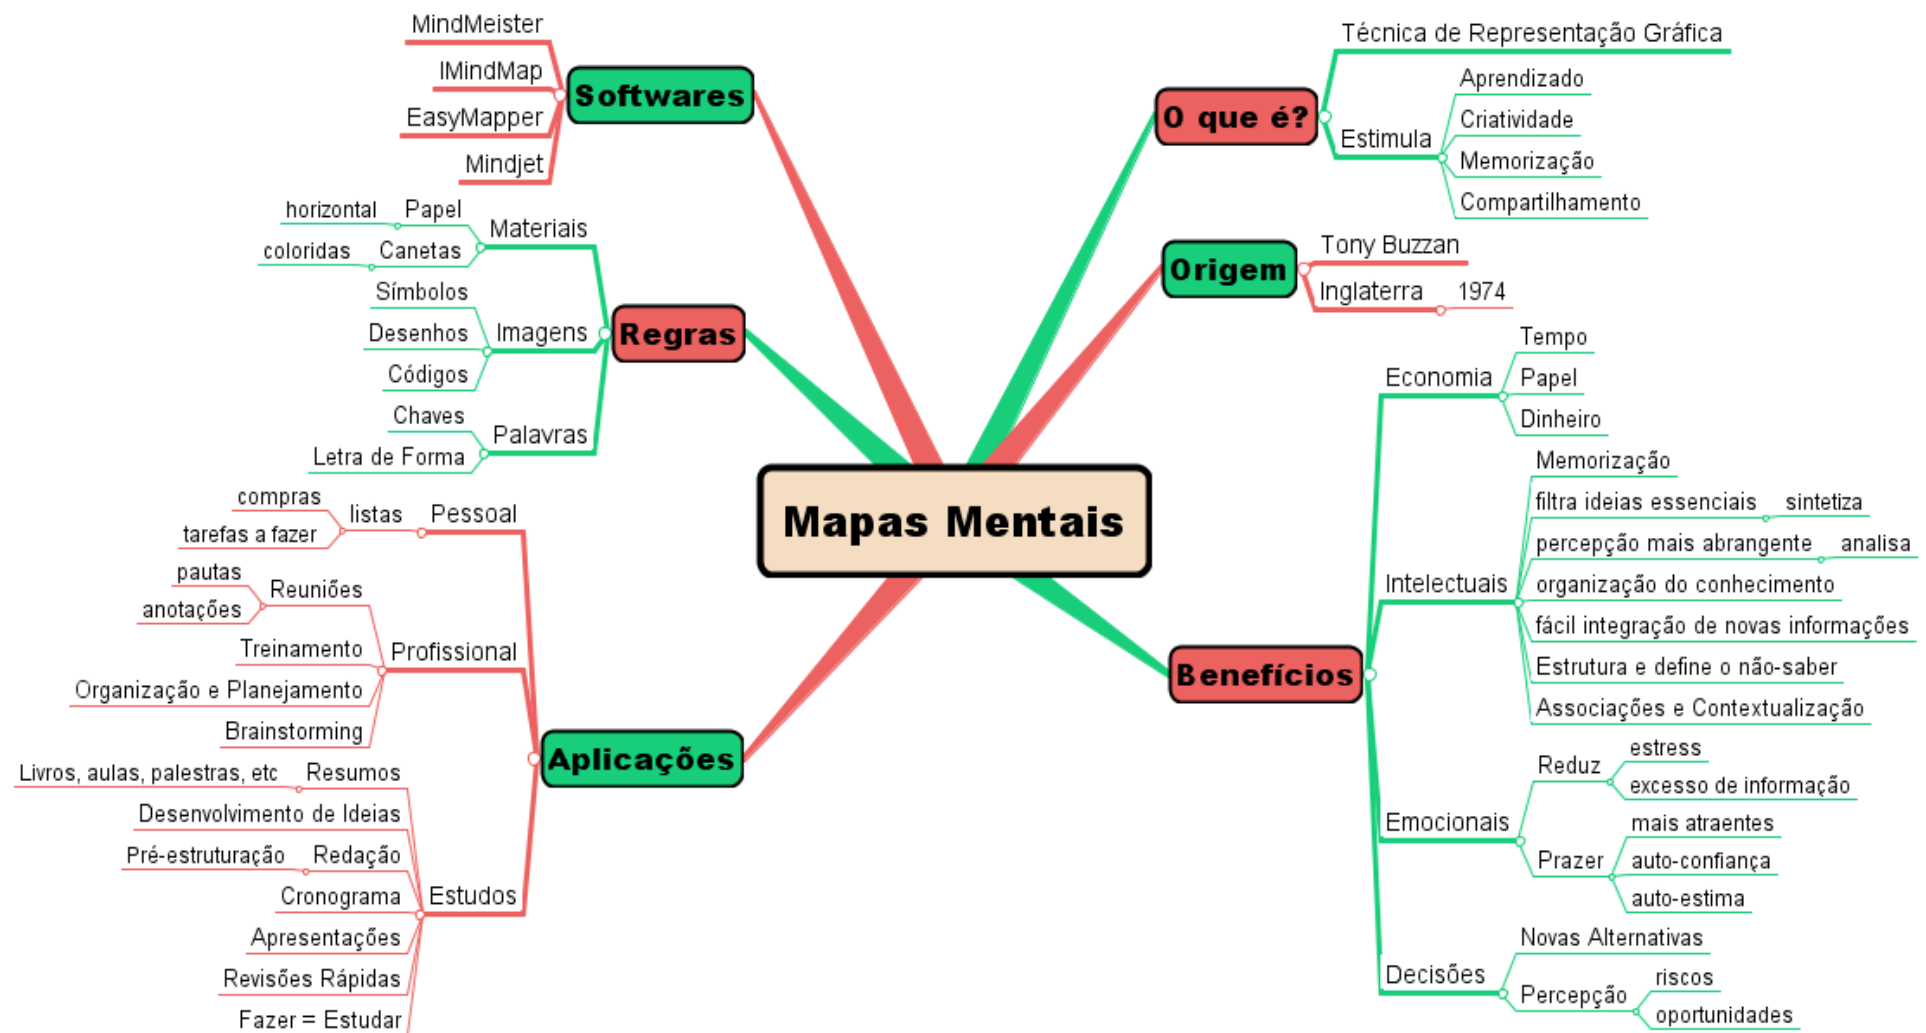 Mapas Mentais
O que é?
Técnica de Representação Gráfica
Estimula
Aprendizado
Criatividade
Memorização
Compartilhamento
Origem
Tony Buzzan
Inglaterra
1974
Benefícios
Economia
Tempo
Papel
Dinheiro
Intelectuais
Memorização
filtra ideias essenciais
sintetiza
percepção mais abrangente
analisa
organização do conhecimento
fácil integração de novas informações
Estrutura e define o não-saber
Associações e Contextualização
Emocionais
Reduz
estress
excesso de informação
Prazer
mais atraentes
auto-confiança
auto-estima
Decisões
Novas Alternativas
Percepção
riscos
oportunidades
Softwares
MindMeister
IMindMap
EasyMapper
Mindjet
Regras
Materiais
Papel
horizontal
Canetas
coloridas
Imagens
Símbolos
Desenhos
Códigos
Palavras
Chaves
Letra de Forma
Aplicações
Pessoal
listas
compras
tarefas a fazer
Profissional
Reuniões
pautas
anotações
Treinamento
Organização e Planejamento
Brainstorming
Estudos
Resumos
Livros, aulas, palestras, etc
Desenvolvimento de Ideias
Redação
Pré-estruturação
Cronograma
Apresentações
Revisões Rápidas
Fazer = Estudar